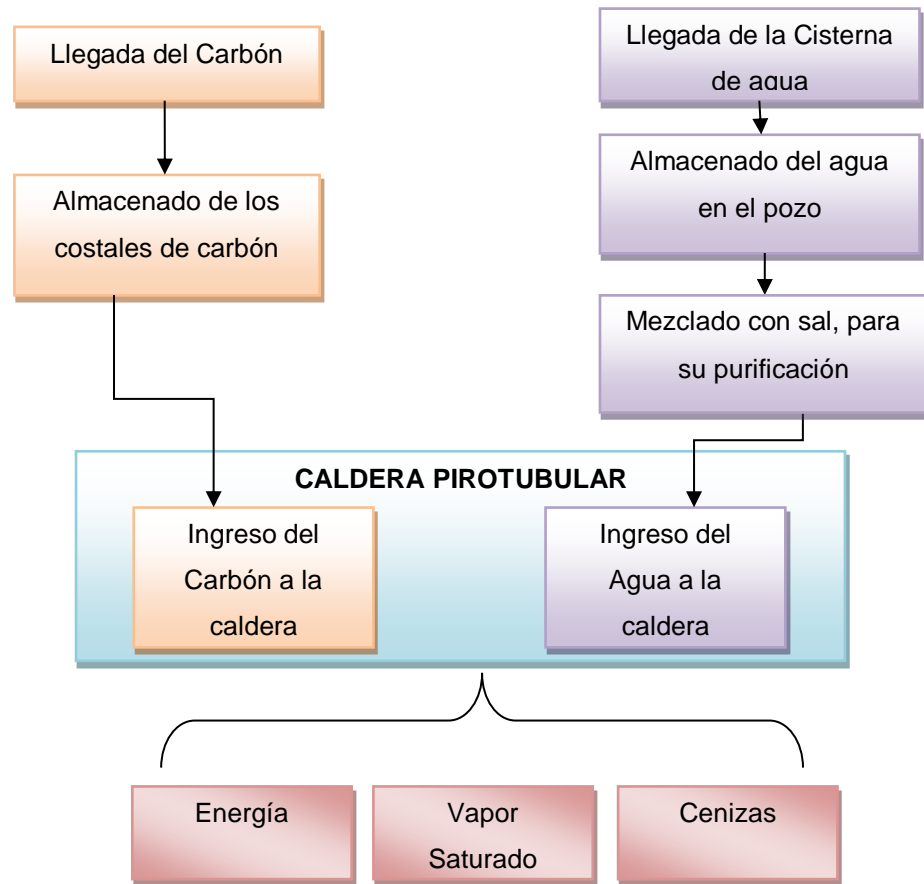 Llegada del Carbón
Almacenado de los
costales de carbón
Llegada de la Cisterna
de agua
Almacenado del agua
en el pozo
Mezclado con sal, para
su purificación
CALDERA PIROTUBULAR
Ingreso del
Carbón a la
caldera
Ingreso del
Agua a la
caldera
Energía
Vapor
Saturado
Cenizas